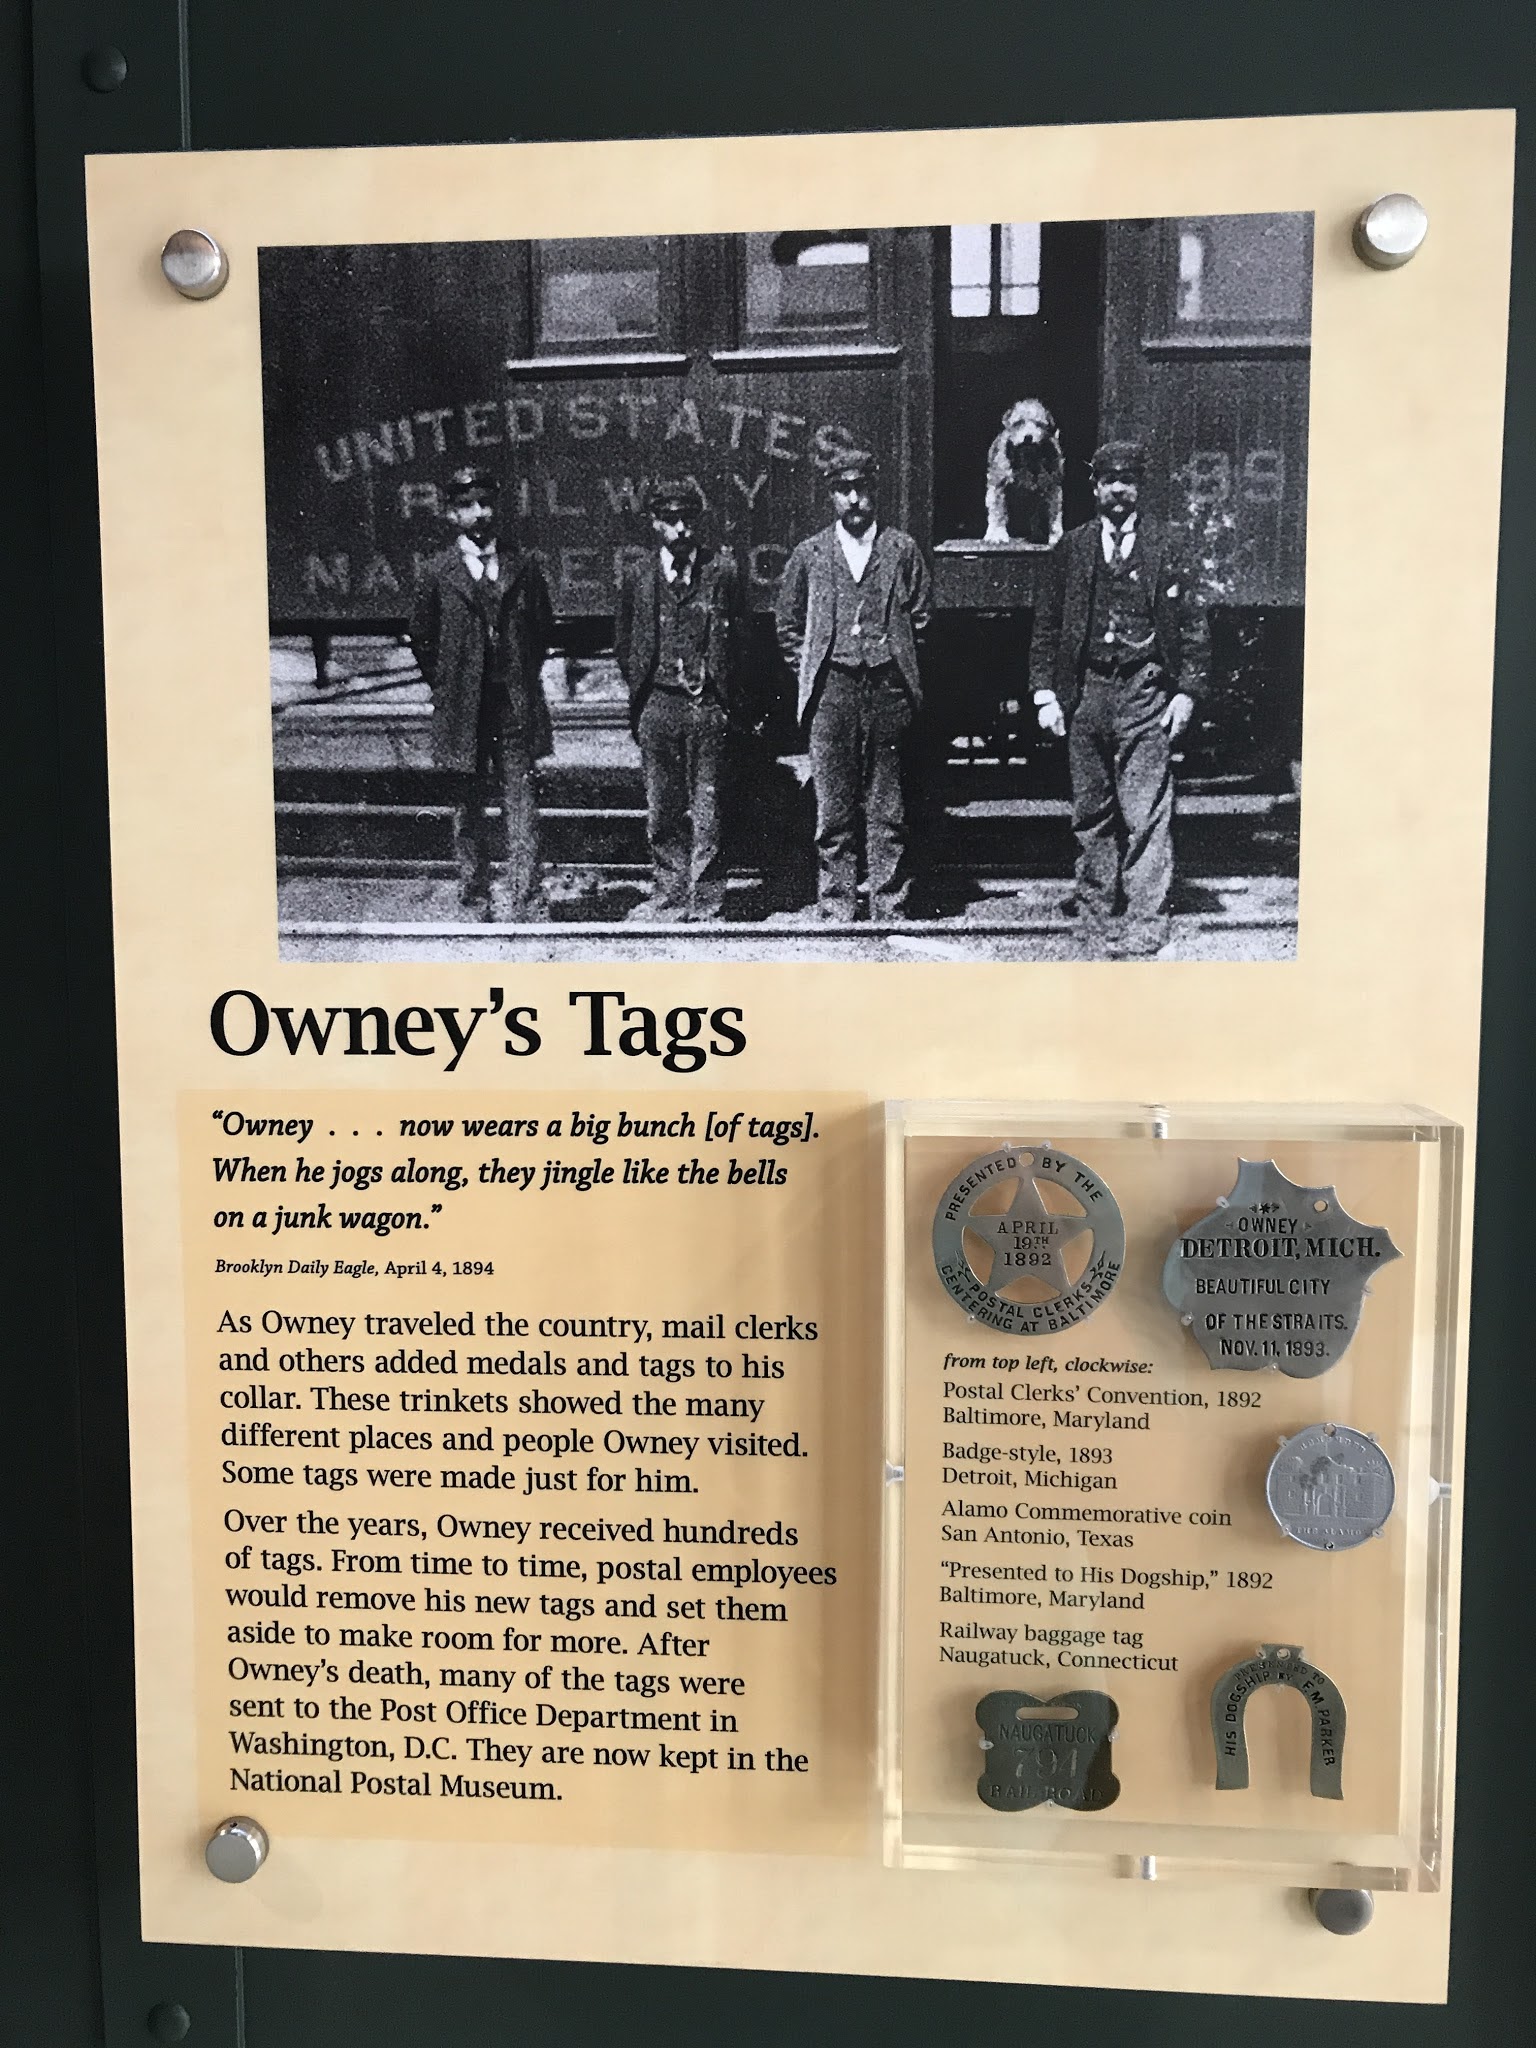 UNITED STATES
RAILWAY
99
Owney's Tags
"Owney . . . now wears a big bunch [of tags].
When he jogs along, they jingle like the bells
on a junk wagon."
Brooklyn Daily Eagle, April 4, 1894
As Owney traveled the country, mail clerks
and others added medals and tags to his
collar. These trinkets showed the many
different places and people Owney visited.
Some tags were made just for him.
Over the years, Owney received hundreds
of tags. From time to time, postal employees
would remove his new tags and set them
aside to make room for more. After
Owney's death, many of the tags were
sent to the Post Office Department in
Washington, D.C. They are now kept in the
National Postal Museum.
PRESENTED BY THE
APRIL
19TH
1892
POSTAL CLERKS
CENTERING AT BALTIMORE
OWNEY
DETROIT, MICH.
BEAUTIFUL CITY
OF THE STRAITS.
NOV. 11, 1893.
from top left, clockwise:
Postal Clerks' Convention, 1892
Baltimore, Maryland
Badge-style, 1893
Detroit, Michigan
Alamo Commemorative coin
San Antonio, Texas
"Presented to His Dogship," 1892
Baltimore, Maryland
Railway baggage tag
Naugatuck, Connecticut
THE ALAMO
NAUGATUCK
794
RAILROAD
PRESENTED TO
HIS DOGSHIP BY F.M. PARKER